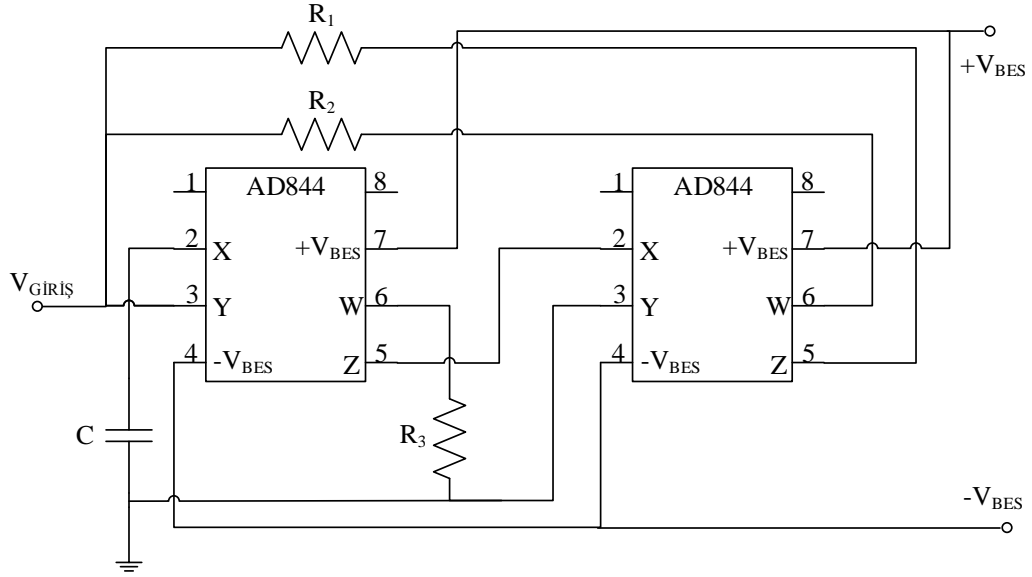 R1
+VBES
R2
1 AD844 8
2 X +VBES 7
3 Y W 6
4 -VBES Z 5
1 AD844 8
2 X +VBES 7
3 Y W 6
4 -VBES Z 5
VGİRİŞ
C
R3
-VBES